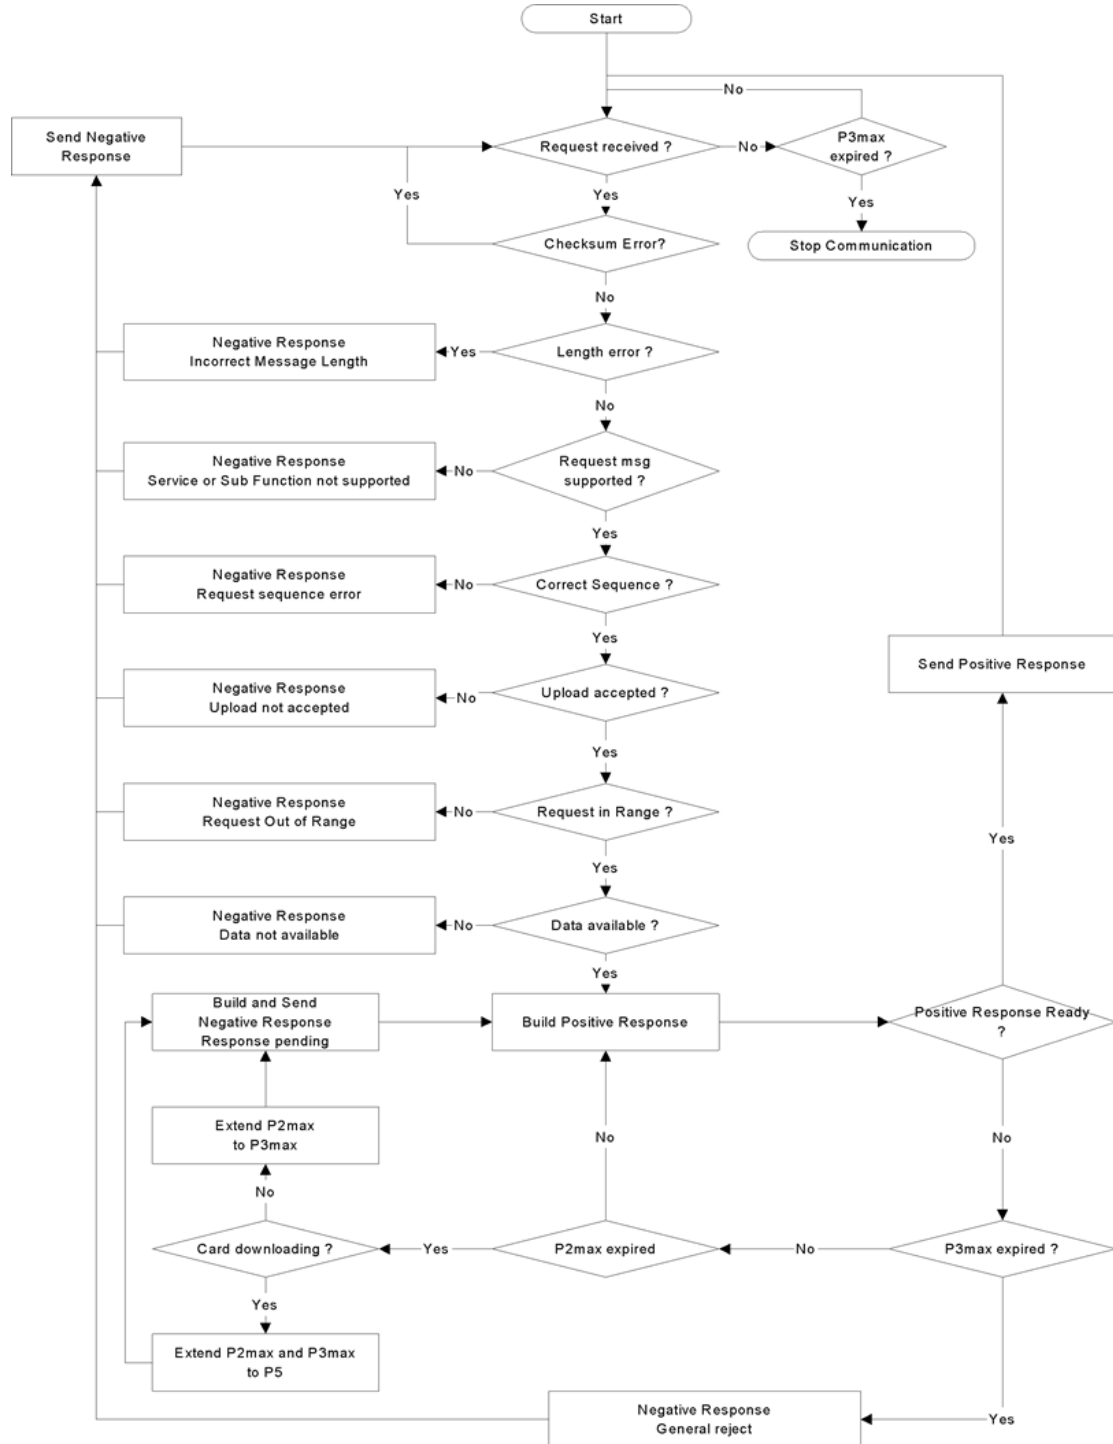 Start
No
Send Negative
Response
Request received ?
No
P3max
expired ?
Yes
Yes
Yes
Checksum Error?
Stop Communication
No
Negative Response
Incorrect Message Length
Yes
Length error ?
No
Negative Response
Service or Sub Function not supported
No
Request msg
supported ?
Yes
Negative Response
Request sequence error
No
Correct Sequence ?
Yes
Send Positive Response
Negative Response
Upload not accepted
No
Upload accepted ?
Yes
Negative Response
Request Out of Range
No
Request in Range ?
Yes
Yes
Negative Response
Data not available
No
Data available ?
Yes
Build and Send
Negative Response
Response pending
Build Positive Response
Positive Response Ready
?
Extend P2max
to P3max
No
No
No
Card downloading ?
Yes
P2max expired
No
P3max expired ?
Yes
Extend P2max and P3max
to P5
Negative Response
General reject
Yes